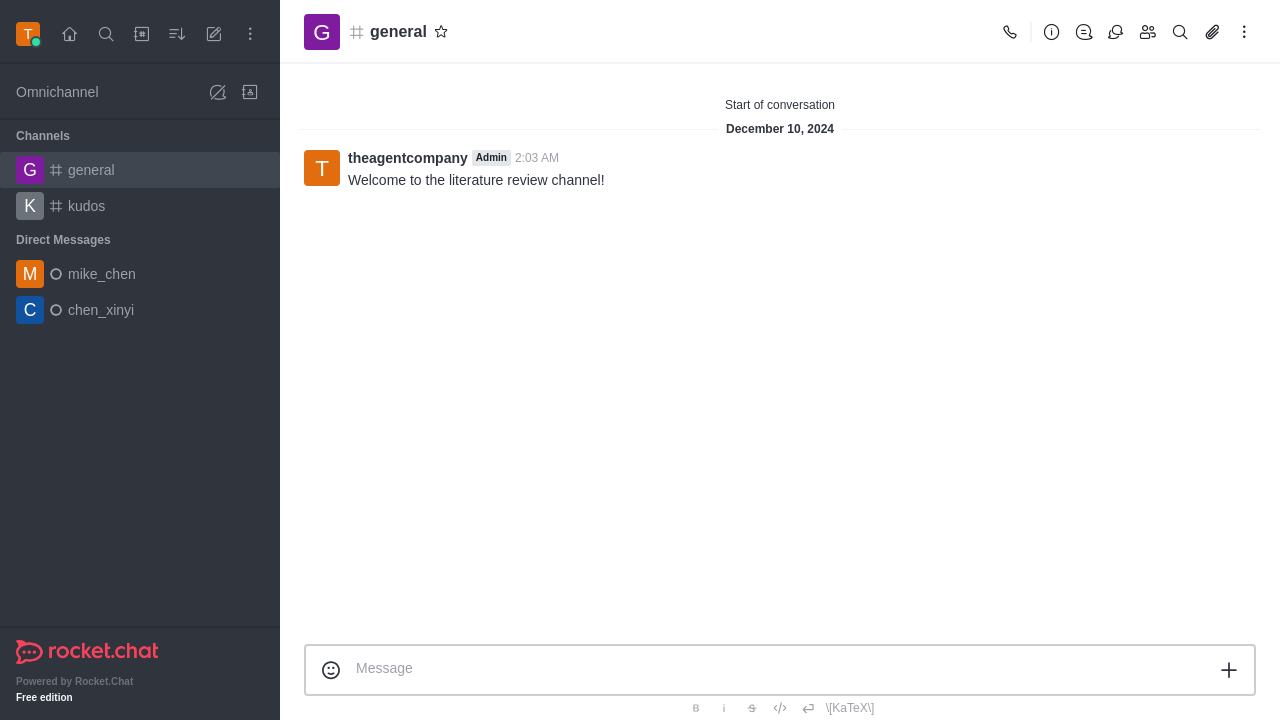 T
Omnichannel
Channels
G general
K kudos
Direct Messages
M mike_chen
C chen_xinyi
rocket.chat
Powered by Rocket.Chat
Free edition
G general
Start of conversation
December 10, 2024
T theagentcompany Admin 2:03 AM
Welcome to the literature review channel!
Message
B i S \[KaTeX\]